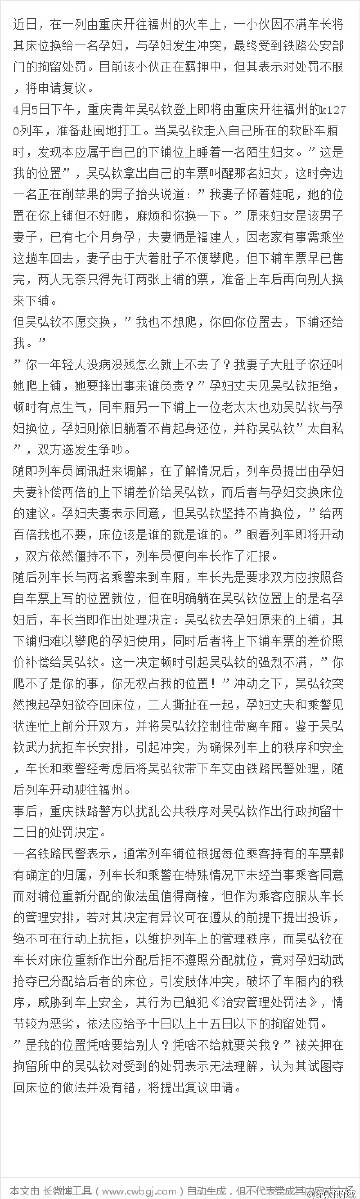 近日，在一列由重庆开往福州的火车上，一小伙因不满车长将
其床位换给一名孕妇，与孕妇发生冲突，最终受到铁路公安部
门的拘留处罚。目前该小伙正在羁押中，但其表示对处罚不服
，将申请复议。
4月5日下午，重庆青年吴弘钦登上即将由重庆开往福州的k127
0列车，准备赴闽地打工。当吴弘钦走入自己所在的软卧车厢
时，发现本应属于自己的下铺位上睡着一名陌生妇女。”这是
我的位置”，吴弘钦拿出自己的车票叫醒那名妇女，这时旁边
一名正在削苹果的男子抬头说道：”我妻子怀着娃呢，她的位
置在你上铺但不好爬，麻烦和你换一下。”原来妇女是该男子
妻子，已有七个月身孕，夫妻俩是福建人，因老家有事需乘坐
这趟车回去，妻子由于大着肚子不便攀爬，但下铺车票早已售
完，两人无奈只得先订两张上铺的票，准备上车后再向别人换
来下铺。
但吴弘钦不愿交换，”我也不想爬，你回你位置去，下铺还给
我。”
”你一年轻人没病没残怎么就上不去了？我妻子大肚子你还叫
她爬上铺，她要摔出事来谁负责？”孕妇丈夫见吴弘钦拒绝，
顿时有点生气，同车厢另一下铺上一位老太太也劝吴弘钦与孕
妇换位，孕妇则依旧躺着不肯起身还位，并称吴弘钦”太自私
”，双方遂发生争吵。
随即列车员闻讯赶来调解，在了解情况后，列车员提出由孕妇
夫妻补偿两倍的上下铺差价给吴弘钦，而后者与孕妇交换床位
的建议。孕妇夫妻表示同意，但吴弘钦坚持不肯换位，”给两
百倍我也不要，床位该是谁的就是谁的。”眼看列车即将开动
，双方依然僵持不下，列车员便向车长作了汇报。
随后列车长与两名乘警来到车厢，车长先是要求双方应按照各
自车票上写的位置就位，但在明确躺在吴弘钦位置上的是名孕
妇后，车长当即作出处理决定：吴弘钦去孕妇原来的上铺，其
下铺归难以攀爬的孕妇使用，同时后者将上下铺车票的差价照
价补偿给吴弘钦。这一决定顿时引起吴弘钦的强烈不满，”你
爬不了是你的事，你无权占我的位置！”冲动之下，吴弘钦突
然拽起孕妇欲夺回床位，三人撕扯在一起，孕妇丈夫和乘警见
状连忙上前分开双方，并将吴弘钦控制住带离车厢。鉴于吴弘
钦武力抗拒车长安排，引起冲突，为确保列车上的秩序和安全
，车长和乘警经考虑后将吴弘钦带下车交由铁路民警处理，随
后列车开动驶往福州。
事后，重庆铁路警方以扰乱公共秩序对吴弘钦作出行政拘留十
二日的处罚决定。
一名铁路民警表示，通常列车铺位根据每位乘客持有的车票都
有确定的归属，列车长和乘警在特殊情况下未经当事乘客同意
而对铺位重新分配的做法虽值得商榷，但作为乘客应服从车长
的管理安排，若对其决定有异议可在遵从的前提下提出投诉，
绝不可在行动上抗拒，以维护列车上的管理秩序，而吴弘钦在
车长对床位重新作出分配后拒不遵照分配就位，竟对孕妇动武
抢夺已分配给后者的床位，引发肢体冲突，破坏了车厢内的秩
序，威胁到车上安全，其行为已触犯《治安管理处罚法》，情
节较为恶劣，依法应给予十日以上十五日以下的拘留处罚。
”是我的位置凭啥要给别人？凭啥不给就要关我？”被关押在
拘留所中的吴弘钦对受到的处罚表示无法理解，认为其试图夺
回床位的做法并没有错，将提出复议申请。
本文由 长微博工具（www.cwbgj.com）自动生成，但不代表赞成其内容或立场